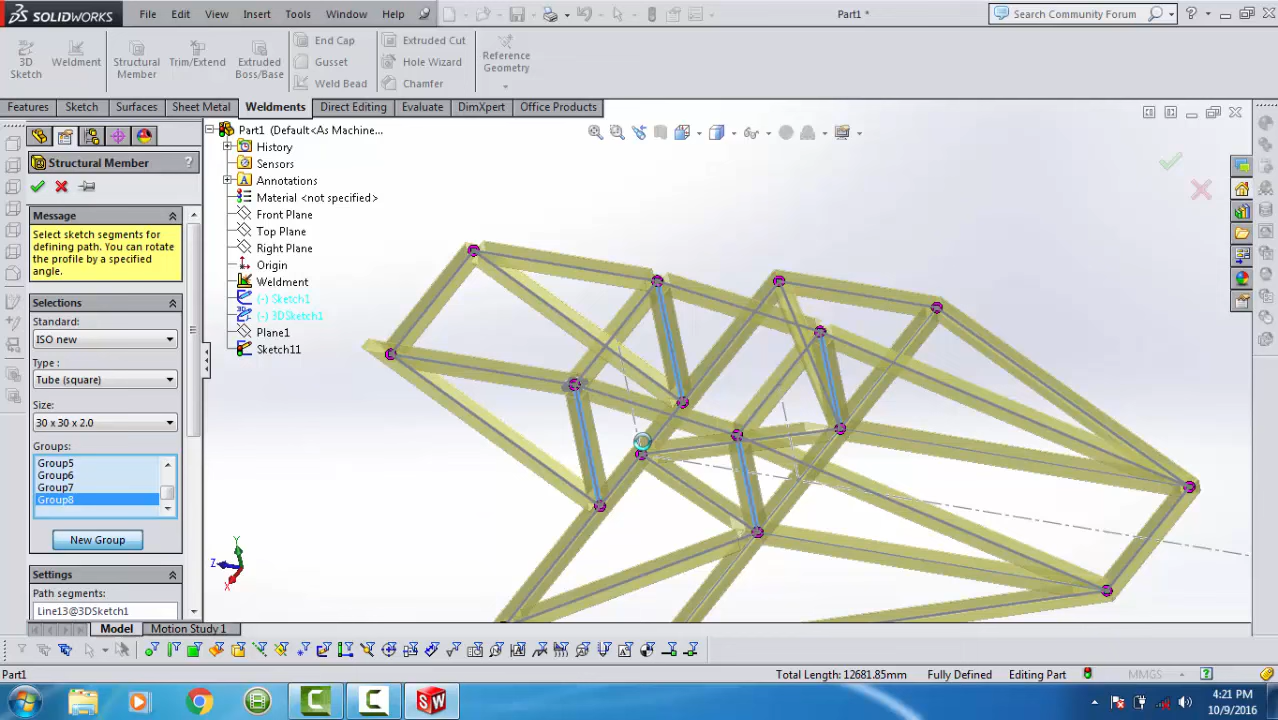 SOLIDWORKS File Edit View Insert Tools Window Help Part1 * Search Community Forum
3D Sketch Weldment Structural Member Trim/Extend Extruded Boss/Base End Cap Gusset Weld Bead Extruded Cut Hole Wizard Chamfer Reference Geometry
Features Sketch Surfaces Sheet Metal Weldments Direct Editing Evaluate DimXpert Office Products
Structural Member ?
Message
Select sketch segments for
defining path. You can rotate
the profile by a specified
angle.
Selections
Standard:
ISO new
Type :
Tube (square)
Size:
30 x 30 x 2.0
Groups:
Group5
Group6
Group7
Group8
New Group
Settings
Path segments:
Line13@3DSketch1
Part1 (Default<As Machine...
History
Sensors
Annotations
Material <not specified>
Front Plane
Top Plane
Right Plane
Origin
Weldment
(-) Sketch1
(-) 3DSketch1
Plane1
Sketch11
Y
Z
X
Model Motion Study 1
Part1 Total Length: 12681.85mm Fully Defined Editing Part MMGS ?
4:21 PM
10/9/2016